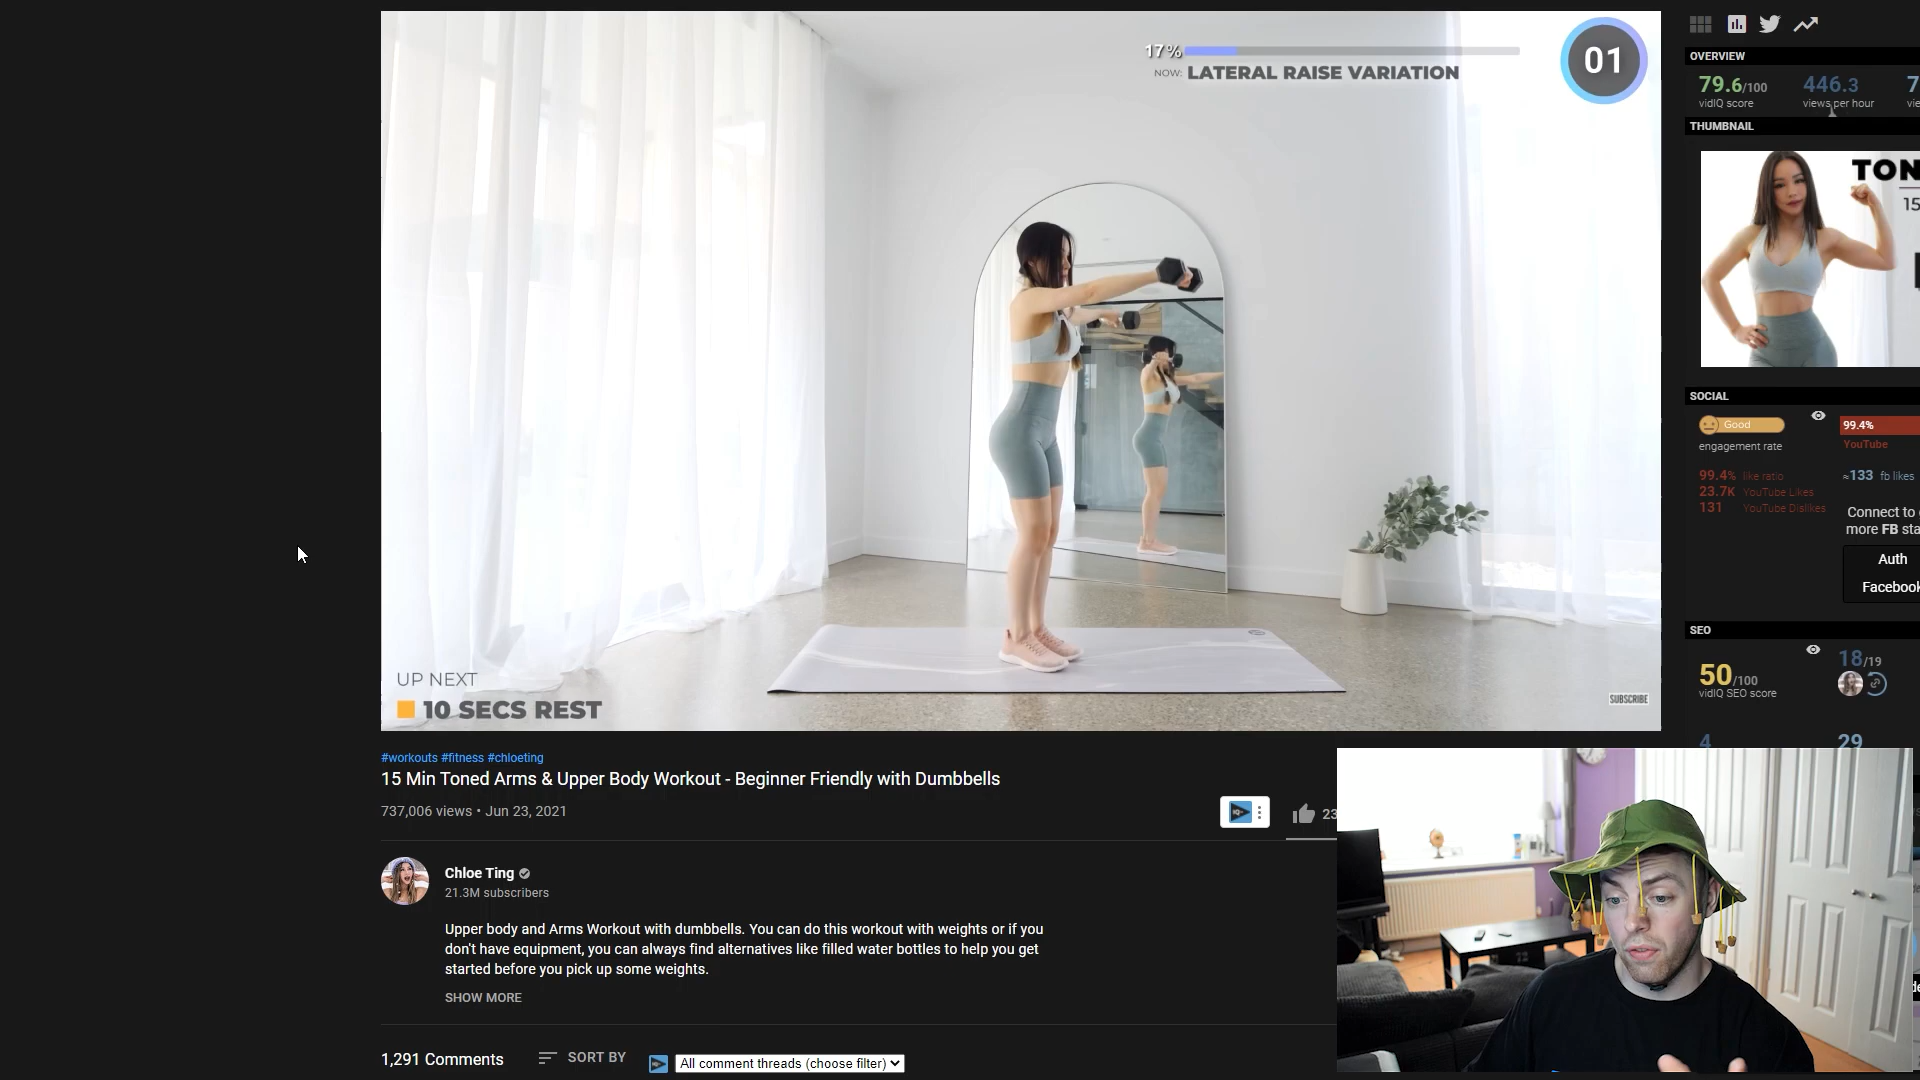 17%
NOW: LATERAL RAISE VARIATION
01
UP NEXT
10 SECS REST
SUBSCRIBE
#workouts #fitness #chloeting
15 Min Toned Arms & Upper Body Workout - Beginner Friendly with Dumbbells
737,006 views • Jun 23, 2021
23
Chloe Ting
21.3M subscribers
Upper body and Arms Workout with dumbbells. You can do this workout with weights or if you
don't have equipment, you can always find alternatives like filled water bottles to help you get
started before you pick up some weights.
SHOW MORE
1,291 Comments
SORT BY
All comment threads (choose filter)
OVERVIEW
79.6/100
vidIQ score
446.3
views per hour
7
vie
THUMBNAIL
TON
15
SOCIAL
Good
engagement rate
99.4%
YouTube
99.4% like ratio
23.7K YouTube Likes
131 YouTube Dislikes
≈133 fb likes
Connect to
more FB sta
Auth
Facebook
SEO
50/100
vidIQ SEO score
18/19
4
29